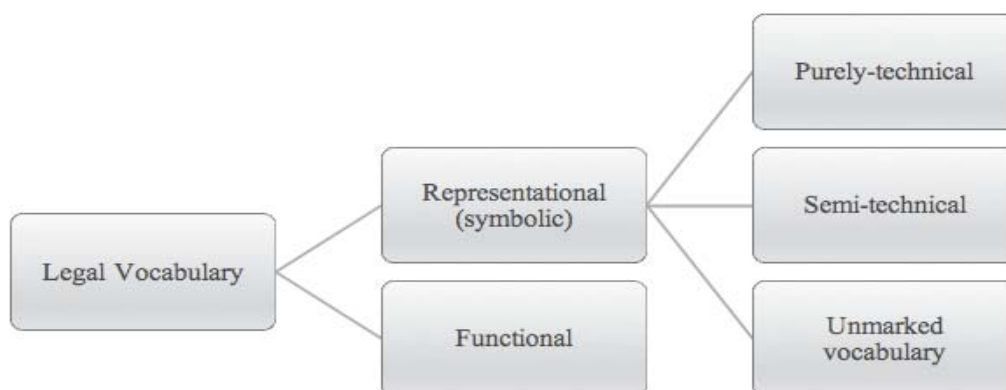 Legal Vocabulary
Representational
(symbolic)
Functional
Purely-technical
Semi-technical
Unmarked
vocabulary